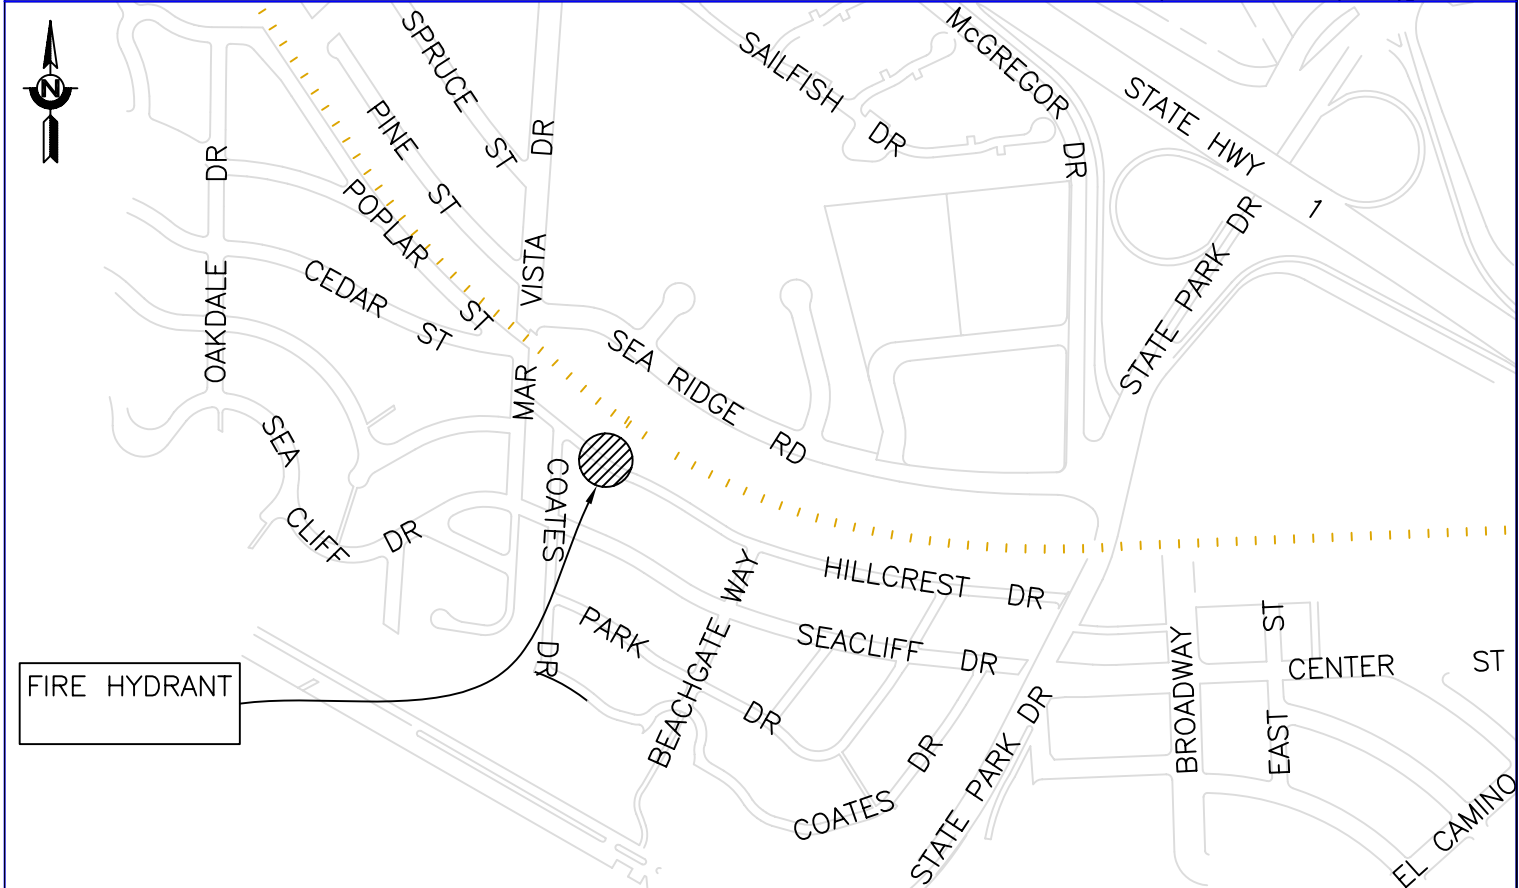 N
SPRUCE ST
PINE ST
POPLAR ST
CEDAR ST
OAKDALE DR
MAR VISTA DR
SAILFISH DR
McGREGOR DR
STATE HWY 1
STATE PARK DR
SEA RIDGE RD
SEA CLIFF DR
COATES DR
HILLCREST DR
BEACHGATE WAY
PARK DR
SEACLIFF DR
COATES DR
STATE PARK DR
BROADWAY
EAST ST
CENTER ST
EL CAMINO
FIRE HYDRANT